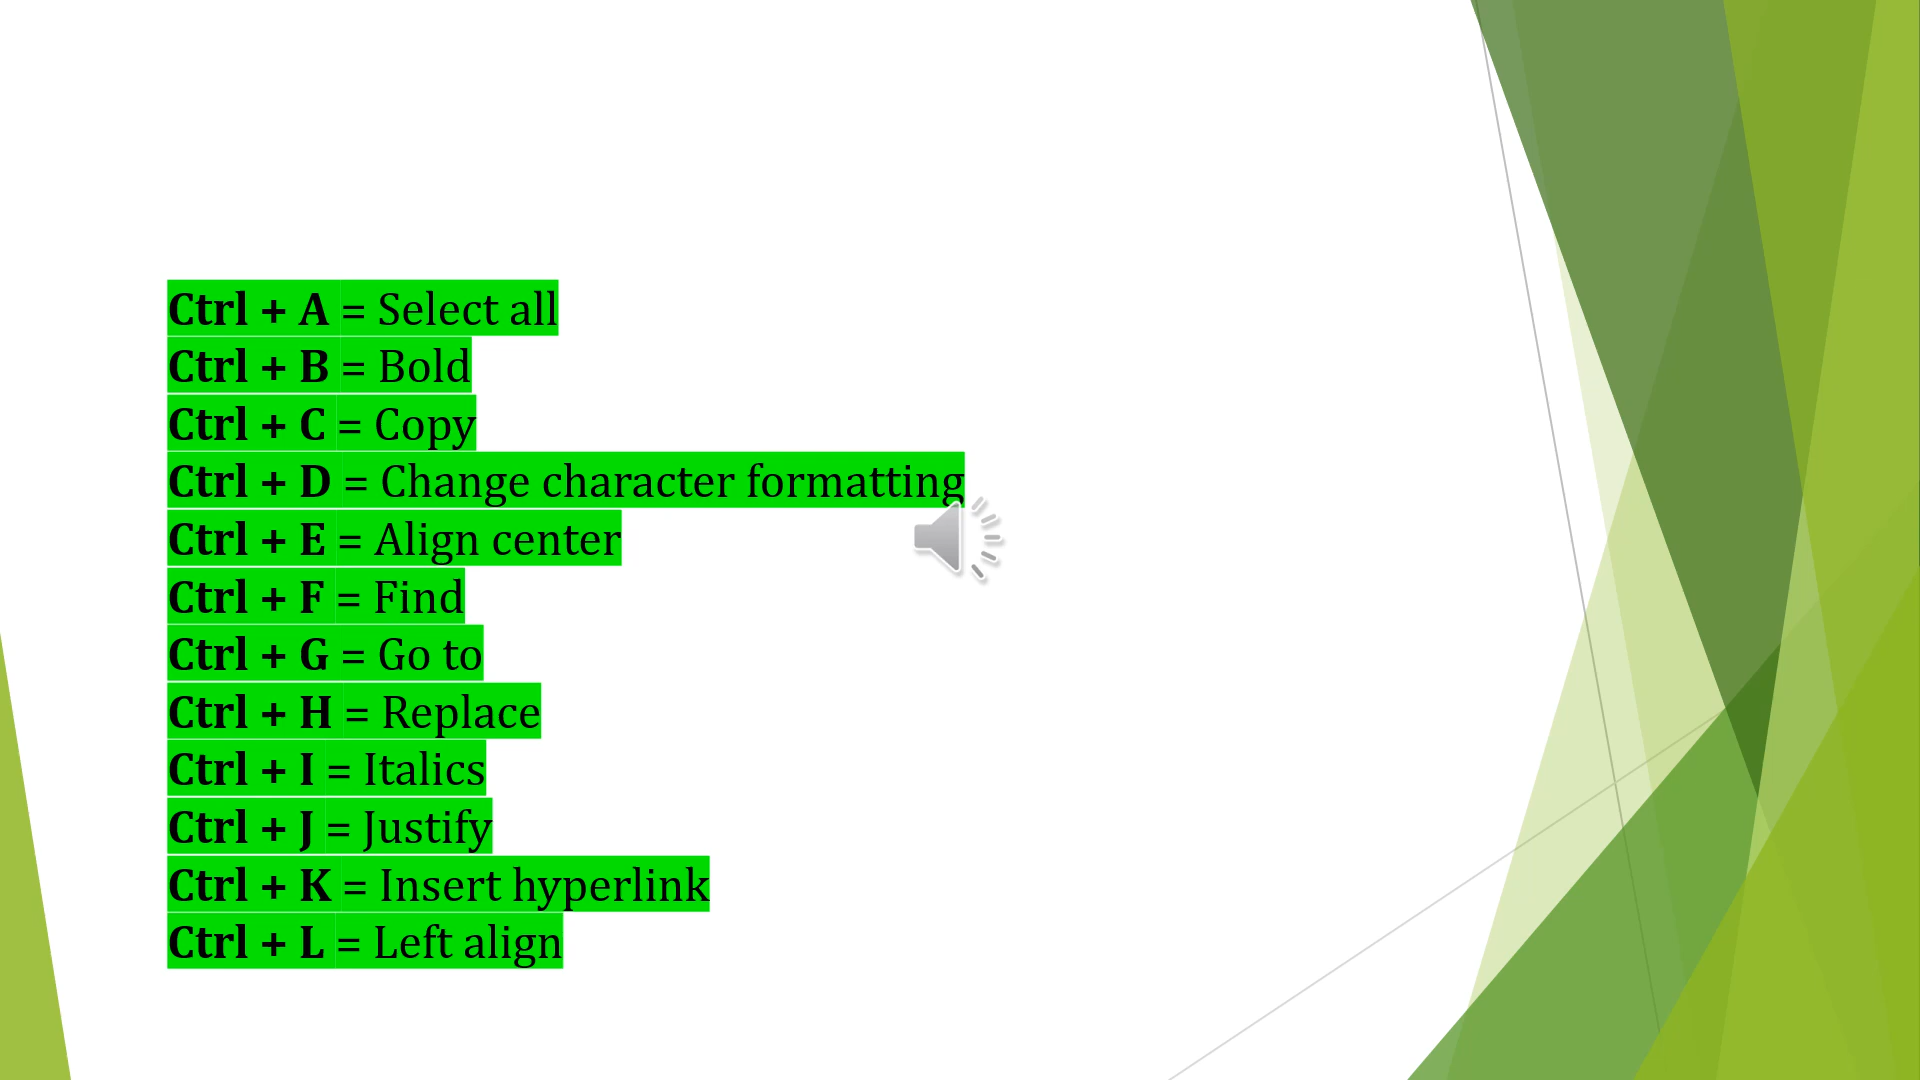 Ctrl + A = Select all
Ctrl + B = Bold
Ctrl + C = Copy
Ctrl + D = Change character formatting
Ctrl + E = Align center
Ctrl + F = Find
Ctrl + G = Go to
Ctrl + H = Replace
Ctrl + I = Italics
Ctrl + J = Justify
Ctrl + K = Insert hyperlink
Ctrl + L = Left align